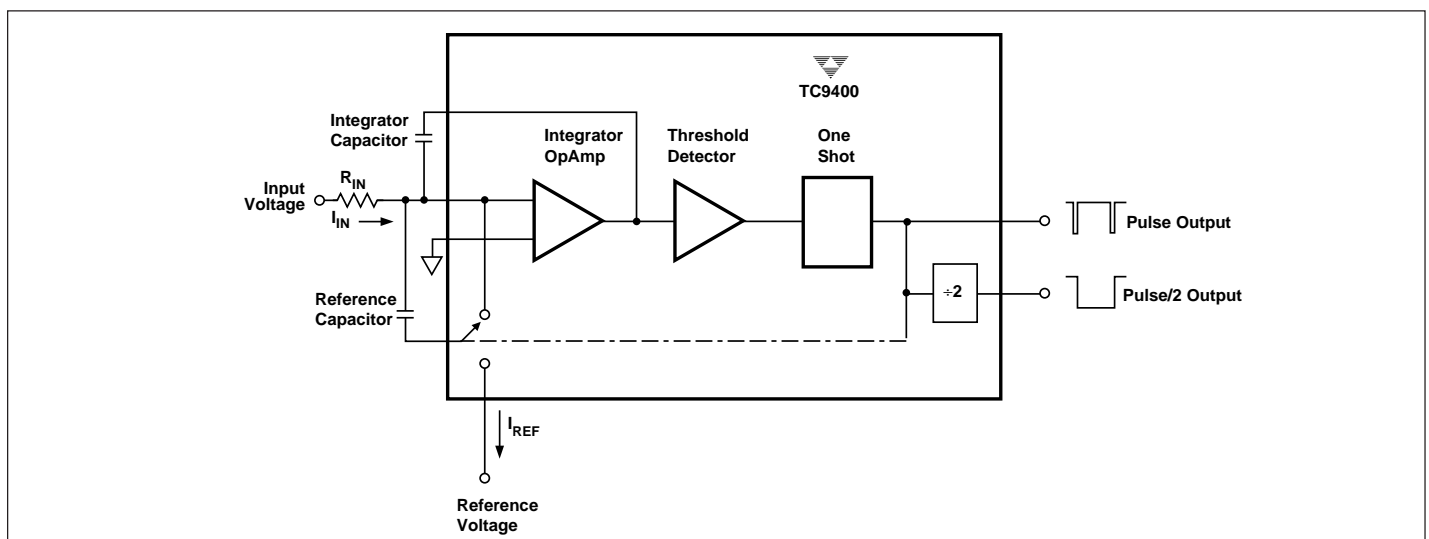 TC9400
Integrator
Capacitor
Integrator
OpAmp
Threshold
Detector
One
Shot
Input
Voltage
RIN
IIN
Pulse Output
Reference
Capacitor
÷2
Pulse/2 Output
IREF
Reference
Voltage